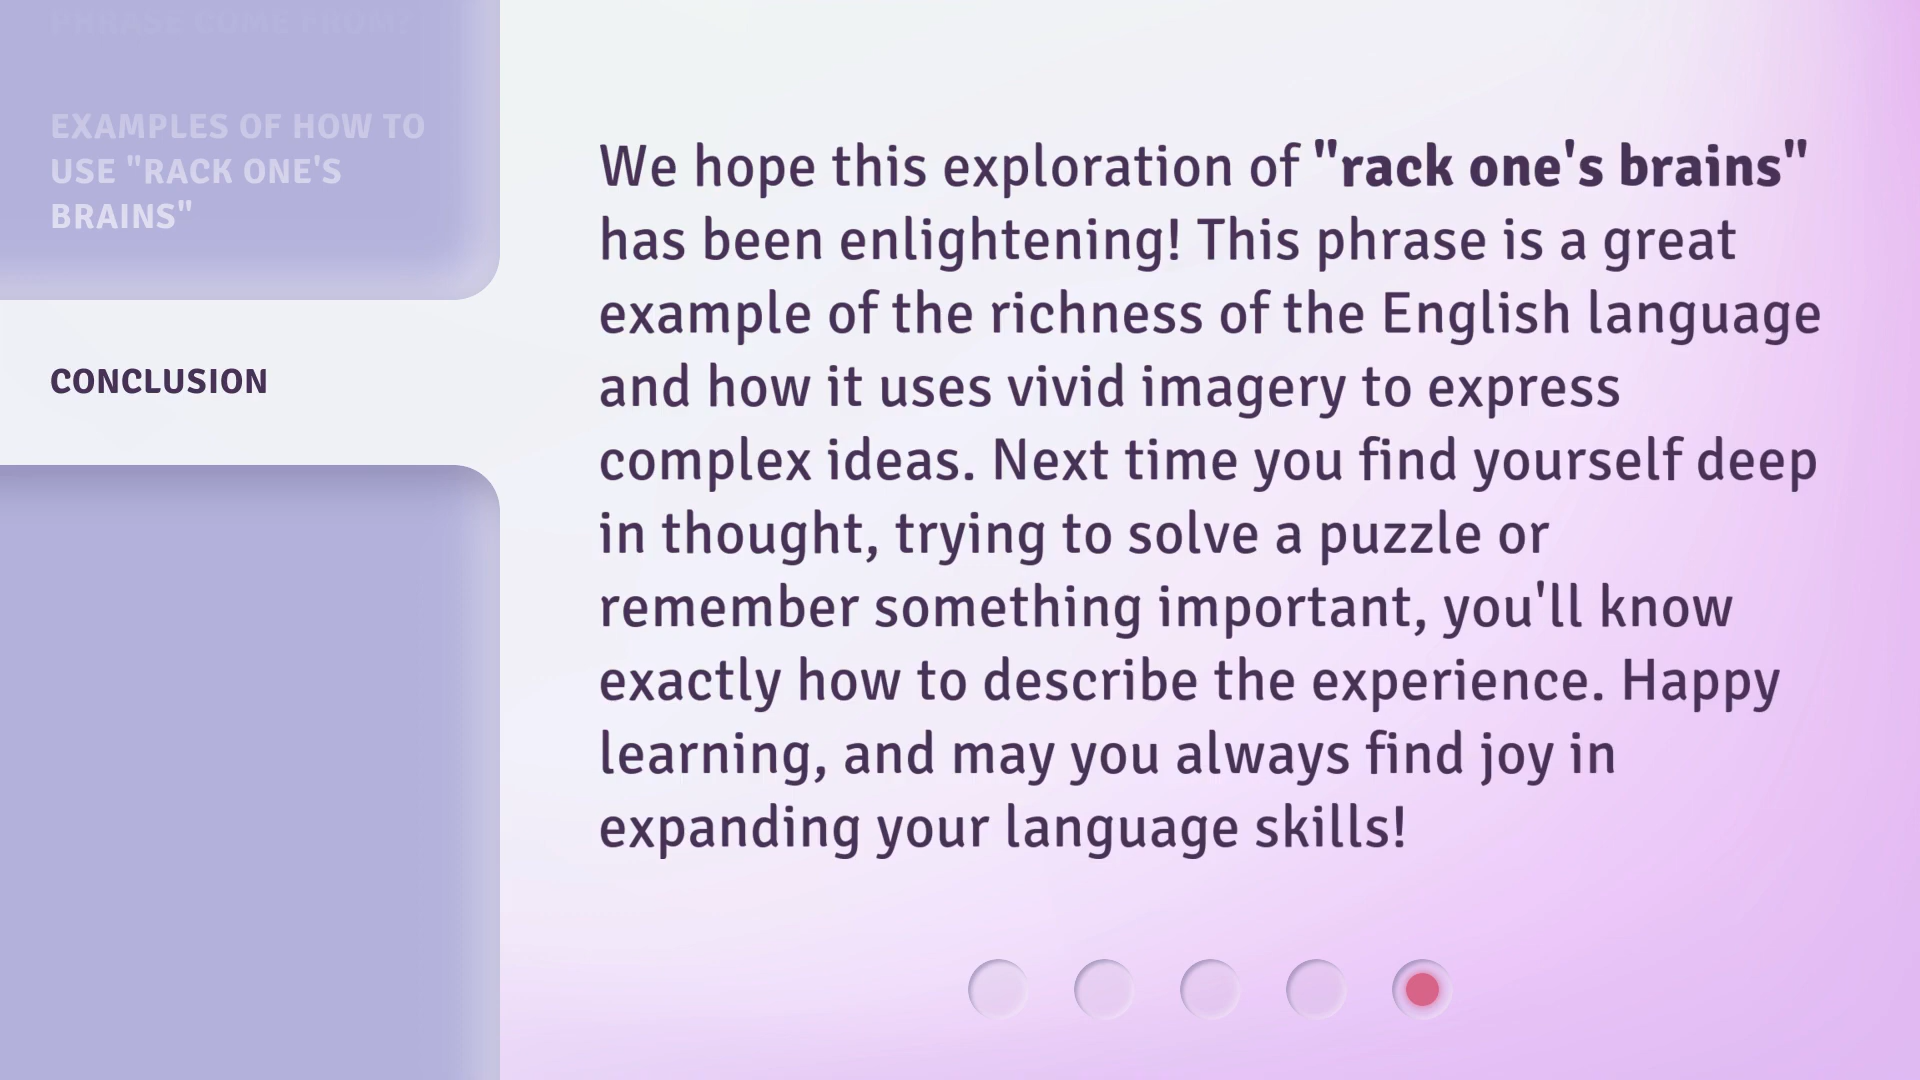 PHRASE COME FROM?
EXAMPLES OF HOW TO
USE "RACK ONE'S
BRAINS"
CONCLUSION
We hope this exploration of "rack one's brains"
has been enlightening! This phrase is a great
example of the richness of the English language
and how it uses vivid imagery to express
complex ideas. Next time you find yourself deep
in thought, trying to solve a puzzle or
remember something important, you'll know
exactly how to describe the experience. Happy
learning, and may you always find joy in
expanding your language skills!